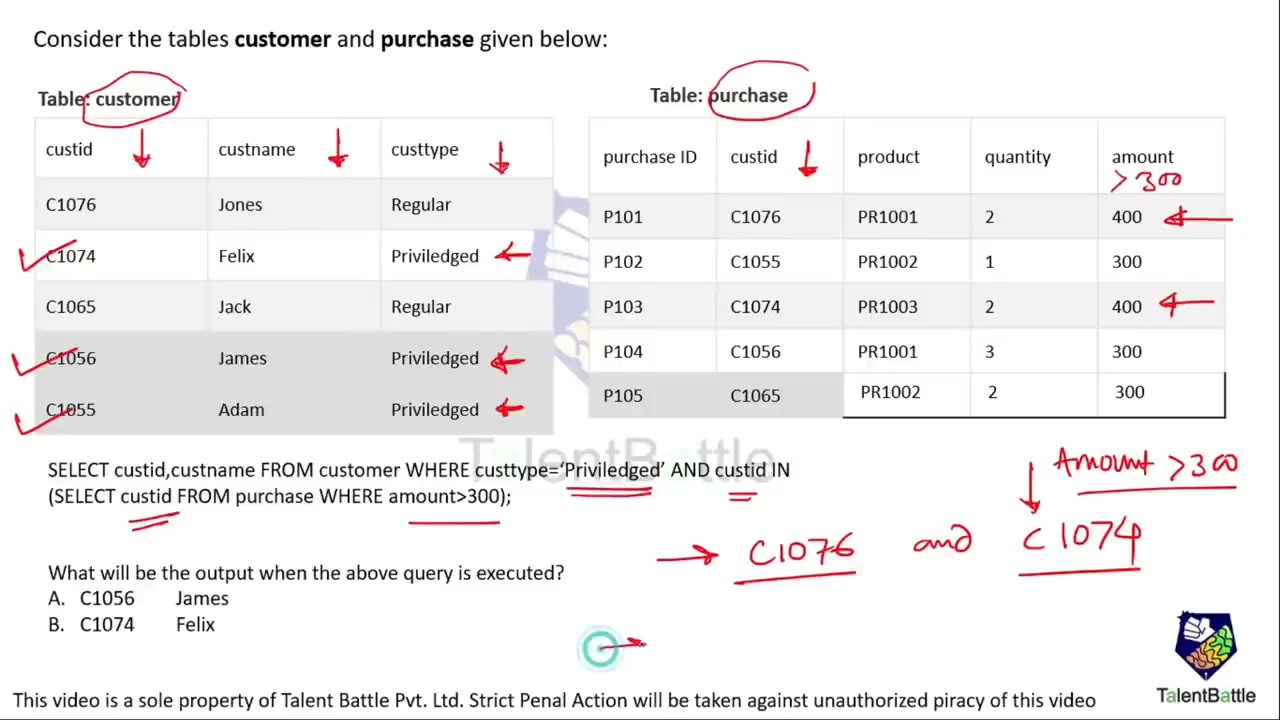 Consider the tables customer and purchase given below:
Table: customer
custid custname custtype
C1076 Jones Regular
C1074 Felix Priviledged
C1065 Jack Regular
C1056 James Priviledged
C1055 Adam Priviledged
Table: purchase
purchase ID custid product quantity amount
> 300
P101 C1076 PR1001 2 400
P102 C1055 PR1002 1 300
P103 C1074 PR1003 2 400
P104 C1056 PR1001 3 300
P105 C1065 PR1002 2 300
TalentBattle
SELECT custid,custname FROM customer WHERE custtype=‘Priviledged’ AND custid IN
(SELECT custid FROM purchase WHERE amount>300);
Amount >300
C1076 and C1074
What will be the output when the above query is executed?
A. C1056 James
B. C1074 Felix
TalentBattle
This video is a sole property of Talent Battle Pvt. Ltd. Strict Penal Action will be taken against unauthorized piracy of this video